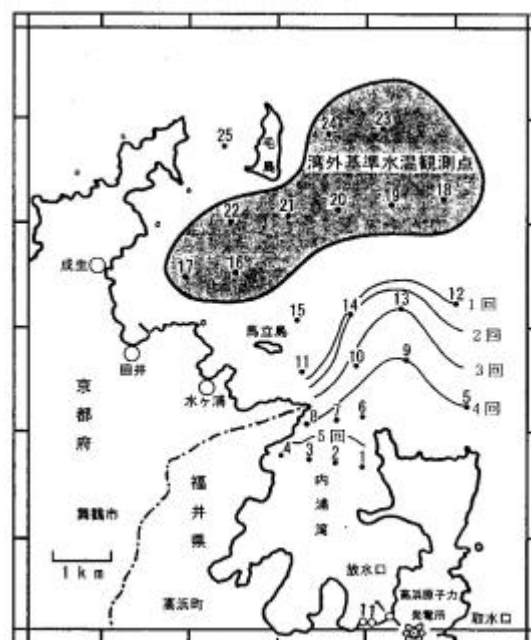 25
毛島
24 23
湾外基準水温観測点
22 21 20 19 18
17 16
成生
田井
水ヶ浦
馬立島
15 14 13 12
1回
2回
11 10 9
3回
8 7 6 5
4回
5回
4 3 2 1
京都府
舞鶴市
福井県
高浜町
内浦湾
1km
放水口
高浜原子力
発電所
取水口